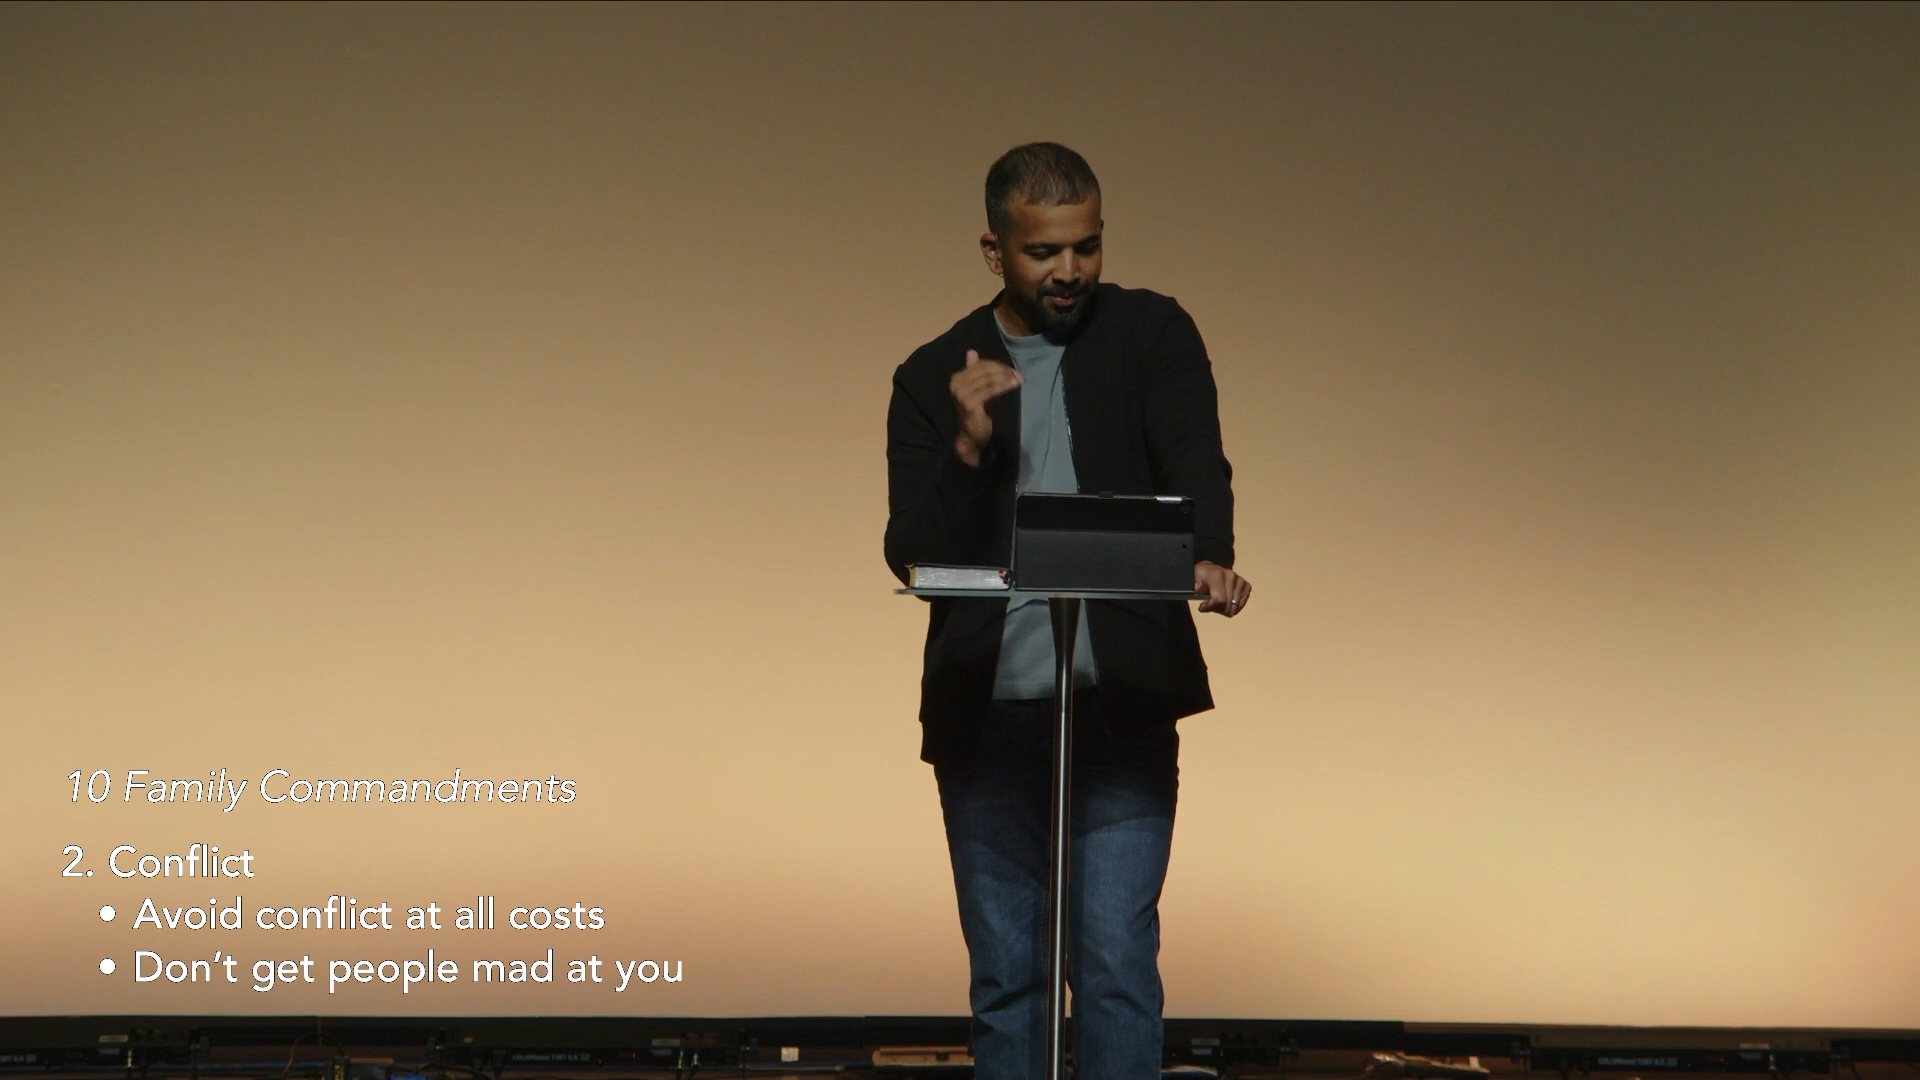 10 Family Commandments
2. Conflict
• Avoid conflict at all costs
• Don't get people mad at you